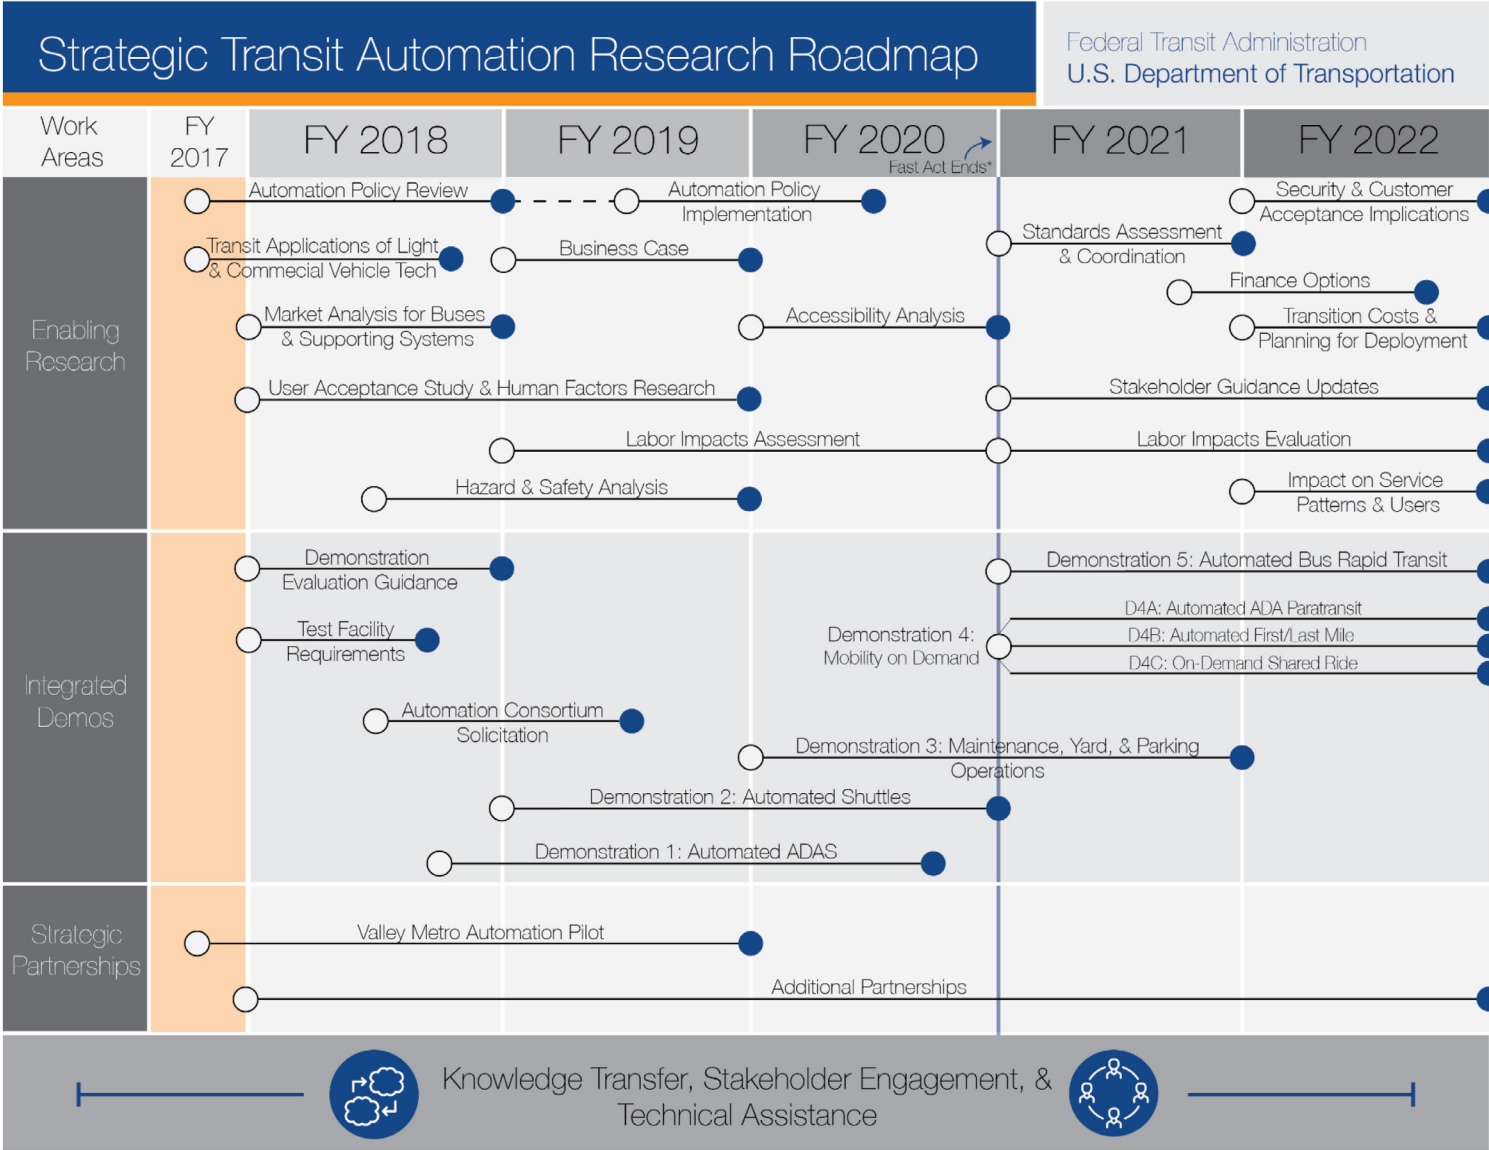 Strategic Transit Automation Research Roadmap
Federal Transit Administration
U.S. Department of Transportation
Work
Areas
FY
2017
FY 2018
FY 2019
FY 2020
Fast Act Ends*
FY 2021
FY 2022
Enabling
Research
Automation Policy Review
Automation Policy
Implementation
Security & Customer
Acceptance Implications
Transit Applications of Light
& Commecial Vehicle Tech
Business Case
Standards Assessment
& Coordination
Finance Options
Market Analysis for Buses
& Supporting Systems
Accessibility Analysis
Transition Costs &
Planning for Deployment
User Acceptance Study & Human Factors Research
Stakeholder Guidance Updates
Labor Impacts Assessment
Labor Impacts Evaluation
Hazard & Safety Analysis
Impact on Service
Patterns & Users
Integrated
Demos
Demonstration
Evaluation Guidance
Demonstration 5: Automated Bus Rapid Transit
Test Facility
Requirements
Demonstration 4:
Mobility on Demand
D4A: Automated ADA Paratransit
D4B: Automated First/Last Mile
D4C: On-Demand Shared Ride
Automation Consortium
Solicitation
Demonstration 3: Maintenance, Yard, & Parking
Operations
Demonstration 2: Automated Shuttles
Demonstration 1: Automated ADAS
Strategic
Partnerships
Valley Metro Automation Pilot
Additional Partnerships
Knowledge Transfer, Stakeholder Engagement, &
Technical Assistance